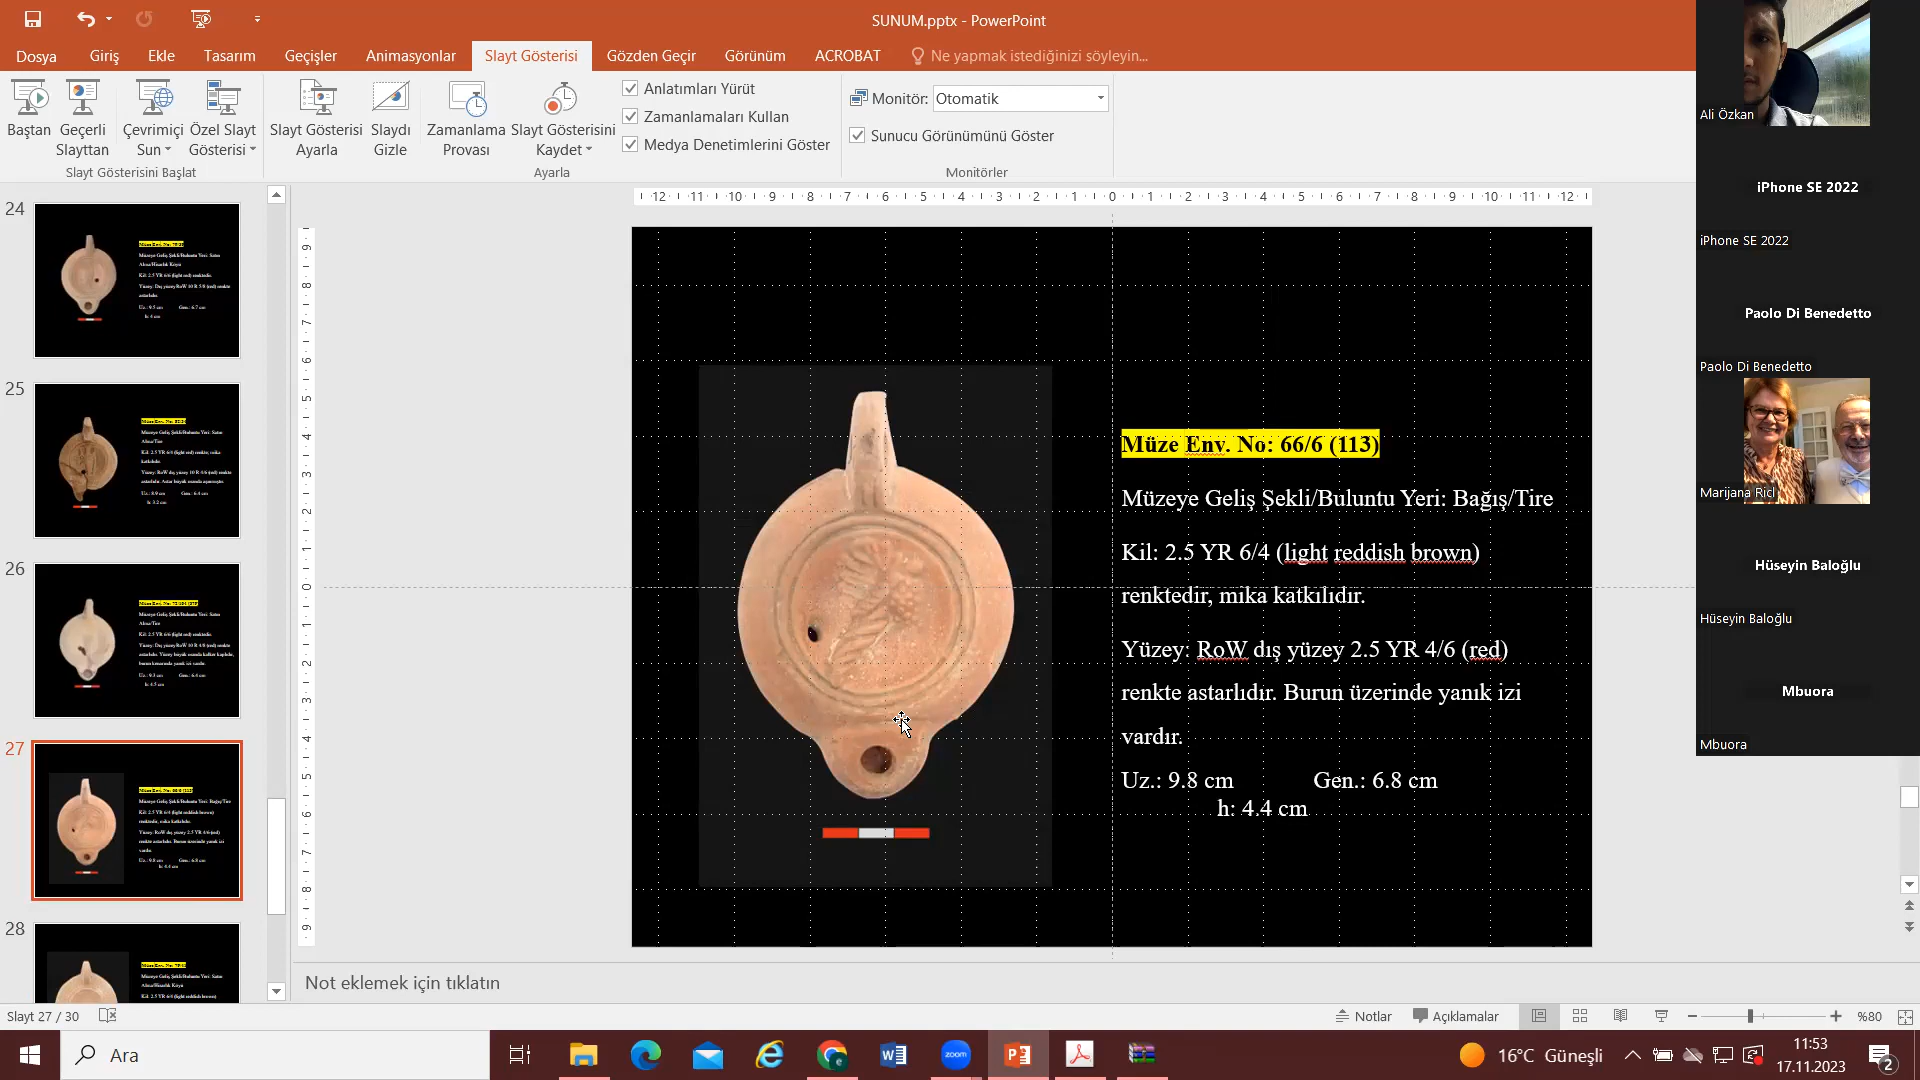 SUNUM.pptx - PowerPoint
Dosya Giriş Ekle Tasarım Geçişler Animasyonlar Slayt Gösterisi Gözden Geçir Görünüm ACROBAT Ne yapmak istediğinizi söyleyin...
Baştan
Geçerli Slayttan
Çevrimiçi Sun
Özel Slayt Gösterisi
Slayt Gösterisini Başlat
Slayt Gösterisi Ayarla
Slaydı Gizle
Zamanlama Provası
Slayt Gösterisini Kaydet
Anlatımları Yürüt
Zamanlamaları Kullan
Medya Denetimlerini Göster
Ayarla
Monitör: Otomatik
Sunucu Görünümünü Göster
Monitörler
24
25
26
27
28
Müze Env. No: 66/6 (113)
Müzeye Geliş Şekli/Buluntu Yeri: Bağış/Tire
Kil: 2.5 YR 6/4 (light reddish brown)
renktedir, mika katkılıdır.
Yüzey: RoW dış yüzey 2.5 YR 4/6 (red)
renkte astarlıdır. Burun üzerinde yanık izi
vardır.
Uz.: 9.8 cm Gen.: 6.8 cm
h: 4.4 cm
Not eklemek için tıklatın
Ali Özkan
iPhone SE 2022
iPhone SE 2022
Paolo Di Benedetto
Paolo Di Benedetto
Marijana Ricl
Hüseyin Baloğlu
Hüseyin Baloğlu
Mbuora
Mbuora
Slayt 27 / 30
Notlar Açıklamalar %80
Ara
zoom
16°C Güneşli
11:53
17.11.2023
2